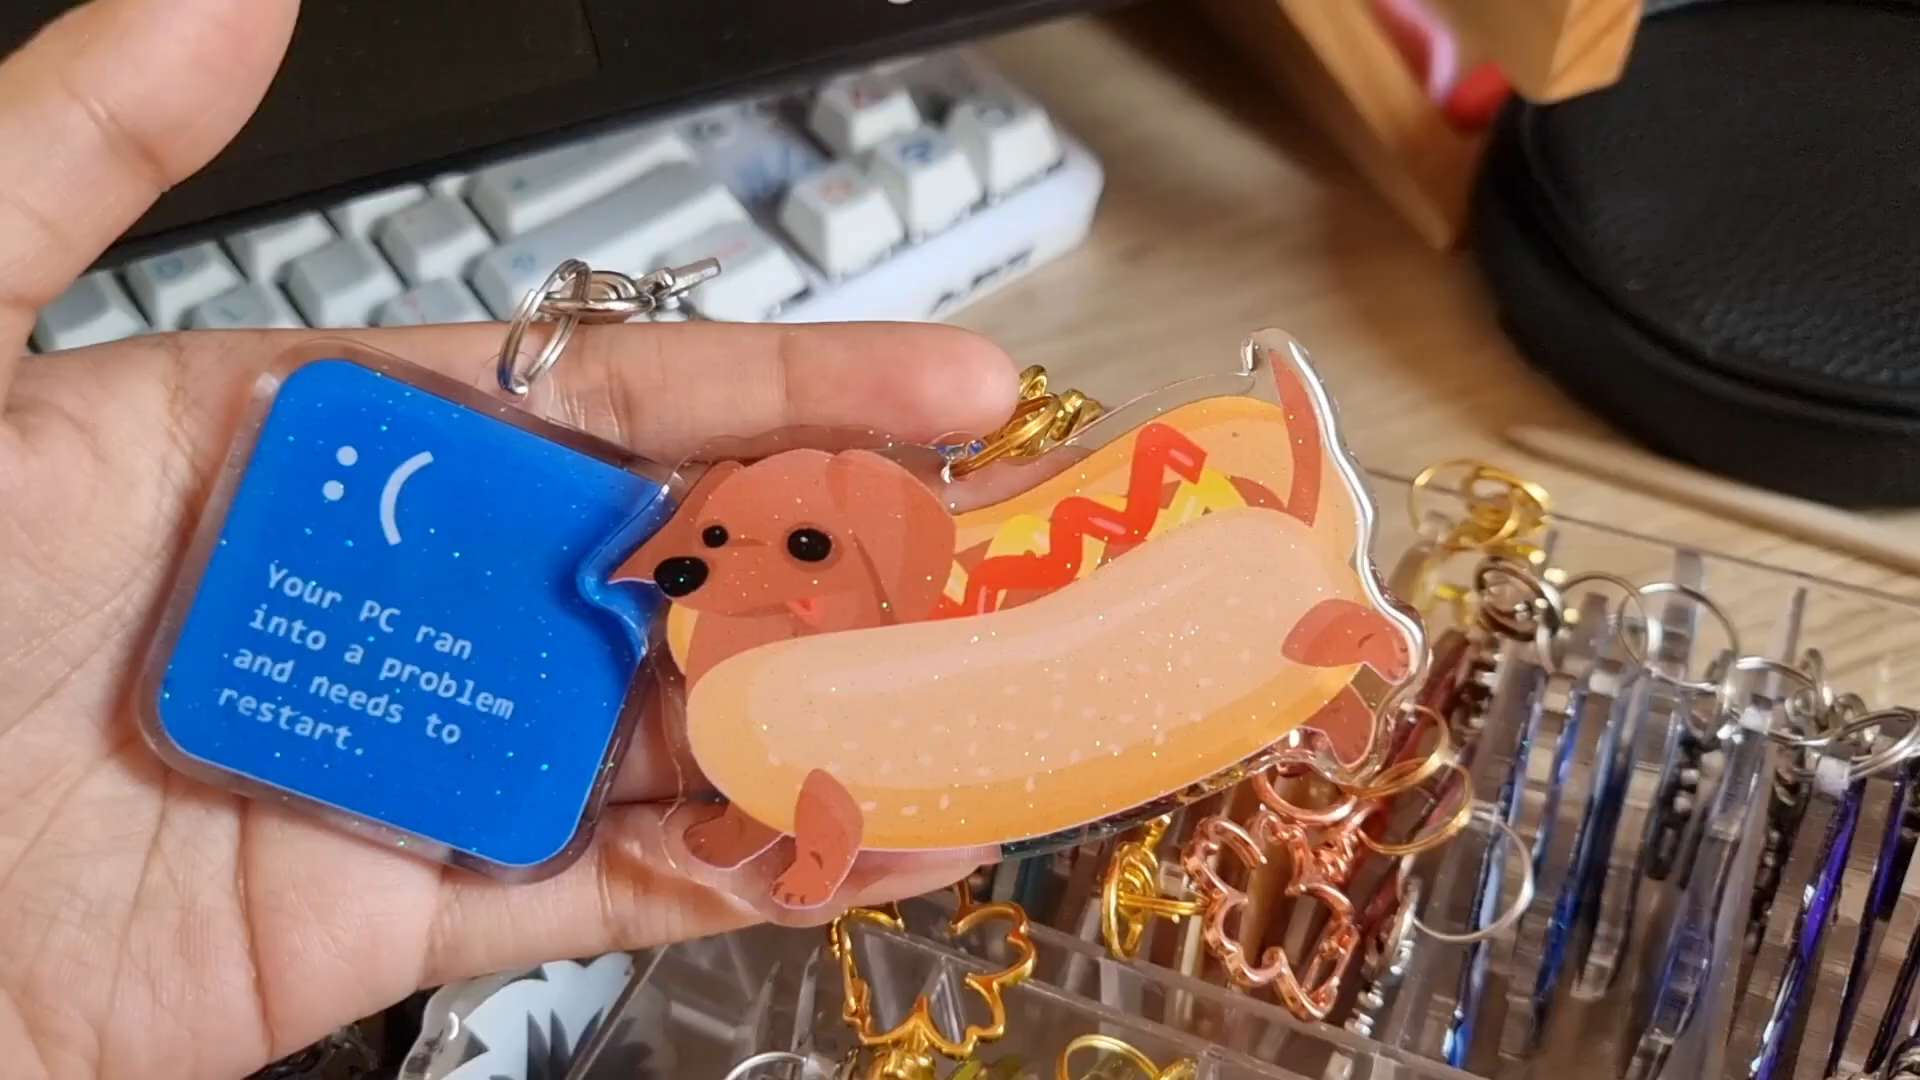 :(
Your PC ran
into a problem
and needs to
restart.